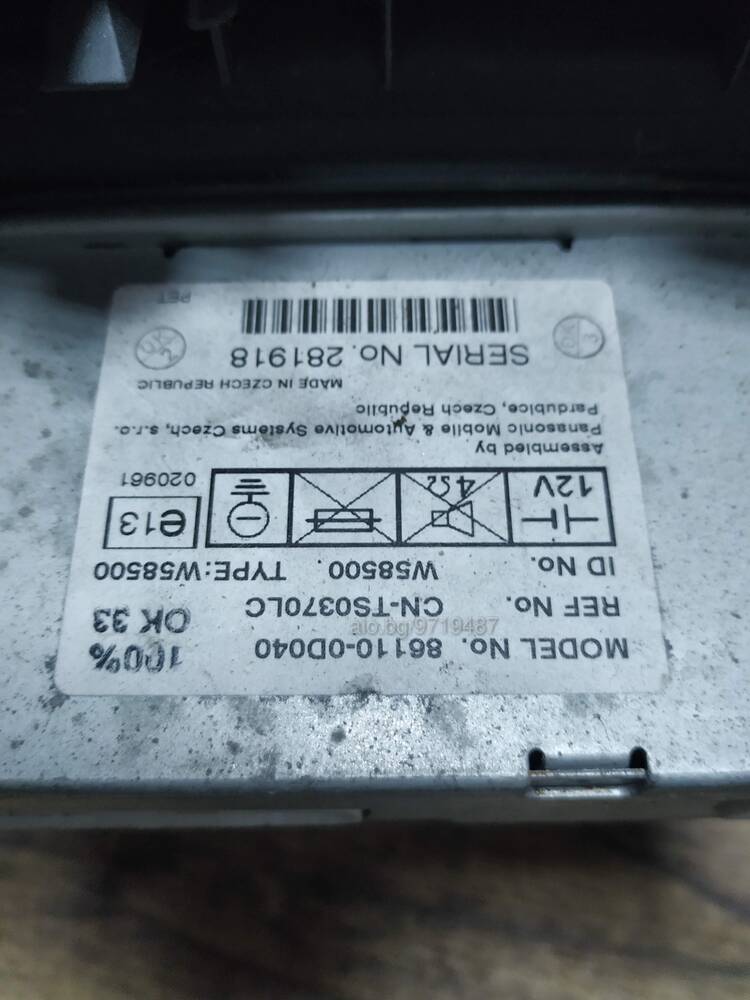 MODEL No. 86110-0D040 100%
REF No. CN-TS0370LC OK 33
ID No. W58500. TYPE:W58500
12V 4Ω e13
020961
Assembled by
Panasonic Mobile & Automotive Systems Czech, s.r.o.
Pardubice, Czech Republic
MADE IN CZECH REPUBLIC
SERIAL No. 281918
PET
alo.bg/9719487